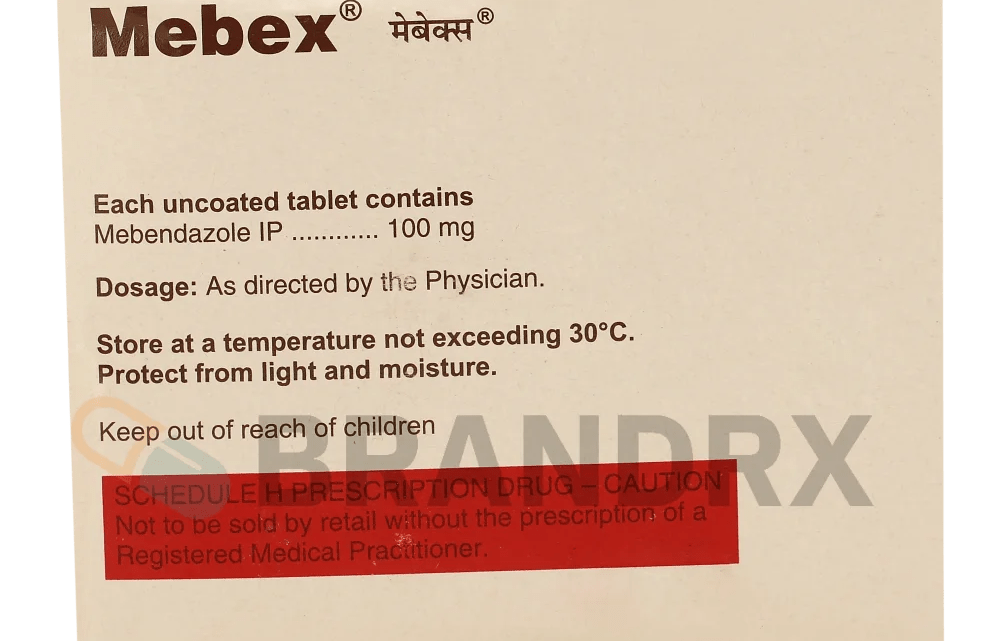 Mebex® मेबेक्स®
Each uncoated tablet contains
Mebendazole IP ............ 100 mg
Dosage: As directed by the Physician.
Store at a temperature not exceeding 30°C.
Protect from light and moisture.
Keep out of reach of children
BRANDRX
SCHEDULE H PRESCRIPTION DRUG – CAUTION
Not to be sold by retail without the prescription of a
Registered Medical Practitioner.